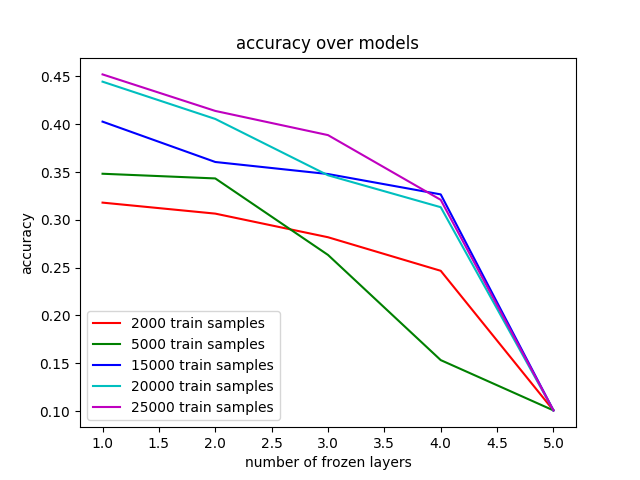 accuracy over models
accuracy
0.45
0.40
0.35
0.30
0.25
0.20
0.15
0.10
2000 train samples
5000 train samples
15000 train samples
20000 train samples
25000 train samples
1.0 1.5 2.0 2.5 3.0 3.5 4.0 4.5 5.0
number of frozen layers